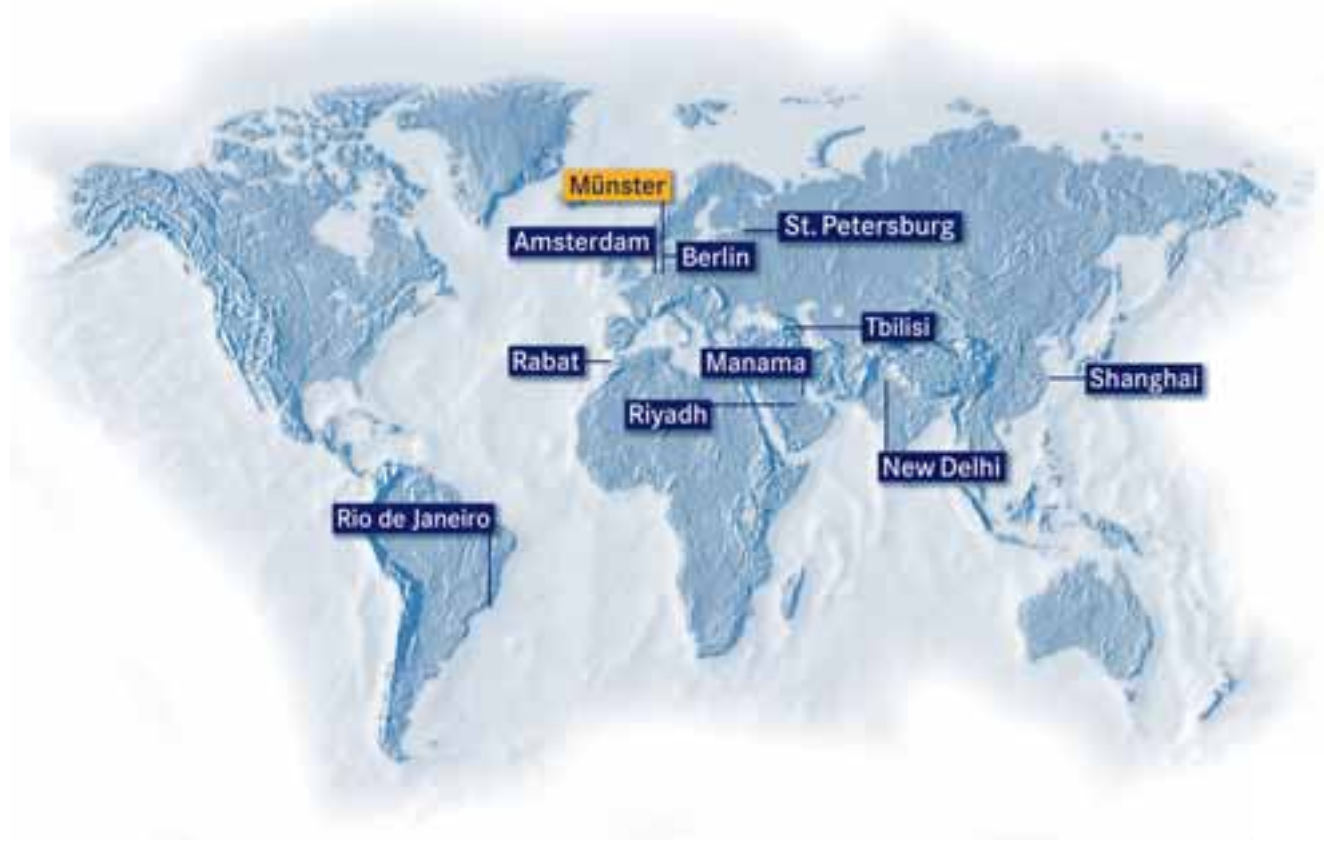 Münster
St. Petersburg
Amsterdam
Berlin
Tbilisi
Rabat
Manama
Shanghai
Riyadh
New Delhi
Rio de Janeiro